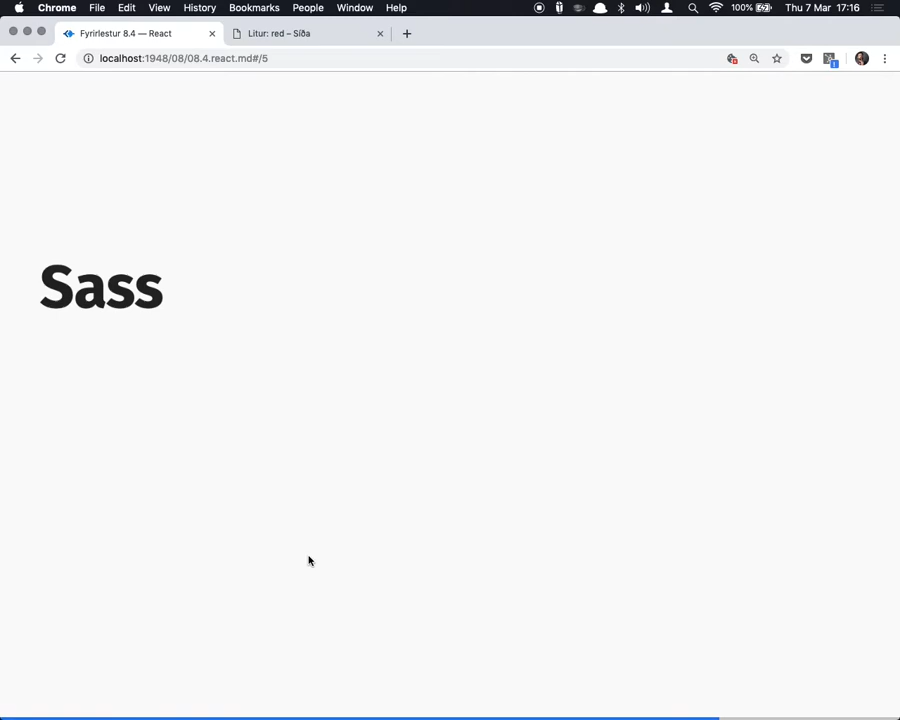 Chrome File Edit View History Bookmarks People Window Help 100% Thu 7 Mar 17:16
Fyrirlestur 8.4 — React Litur: red – Síða
localhost:1948/08/08.4.react.md#/5
Sass